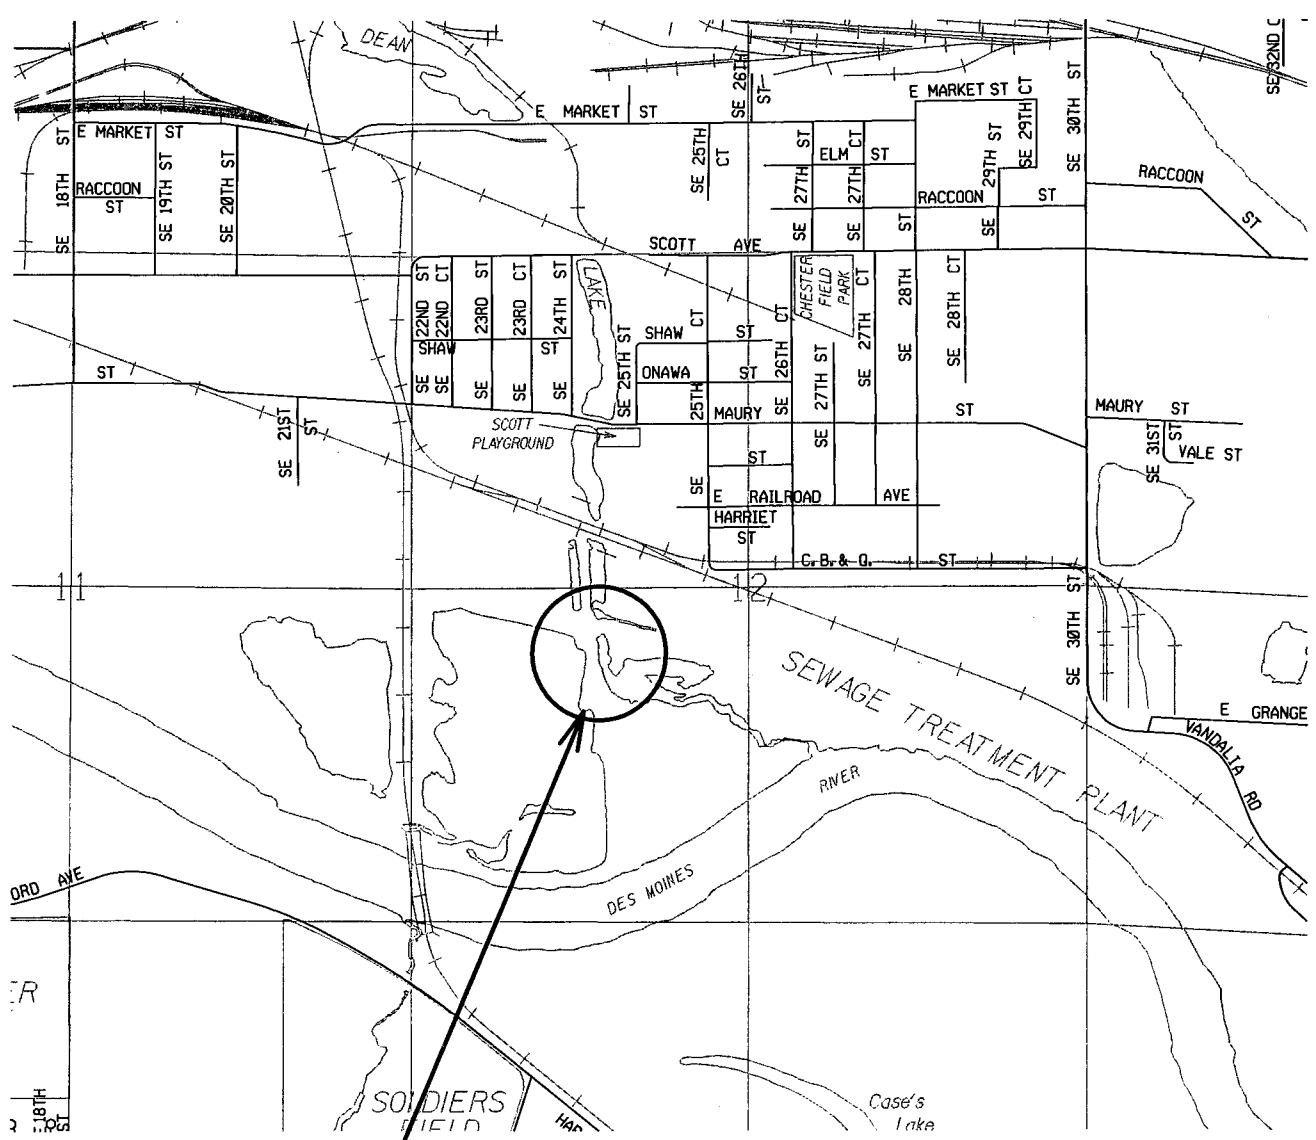 DEAN
SE 26TH
ST
SE 32ND C
E MARKET ST
E MARKET ST
SE 29TH CT
SE 30TH ST
E MARKET ST
SE 18TH ST
SE 19TH ST
SE 20TH ST
RACCOON
ST
SE 25TH
CT
SE 27TH ST
SE 27TH CT
ELM ST
SE 29TH ST
RACCOON ST
RACCOON
ST
SCOTT AVE
SE 22ND ST
SE 22ND CT
SE 23RD ST
SE 23RD CT
SE 24TH ST
LAKE
CHESTER
FIELD
PARK
SE 27TH CT
SE 28TH ST
SE 28TH CT
SHAW ST
SE 25TH ST
SHAW ST
ONAWA ST
SE 25TH CT
SE 26TH CT
SE 27TH ST
ST
SE 21ST
ST
SCOTT
PLAYGROUND
MAURY ST
MAURY ST
SE 31ST
ST
VALE ST
ST
E RAILROAD AVE
HARRIET
ST
C.B.& Q. ST
11
12
SE 30TH ST
SEWAGE TREATMENT PLANT
E GRANGE
VANDALIA RD
RIVER
DES MOINES
ORD AVE
ER
18TH
ST
SOLDIERS
FIELD
HAR
Case's
Lake